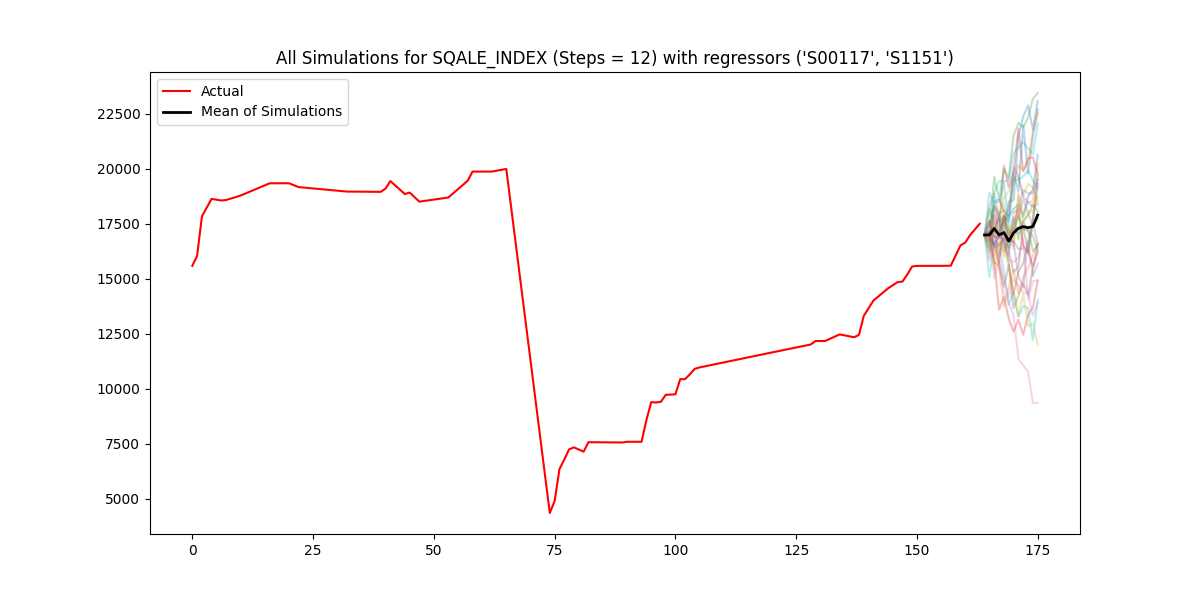 All Simulations for SQALE_INDEX (Steps = 12) with regressors ('S00117', 'S1151')
Actual
Mean of Simulations
22500
20000
17500
15000
12500
10000
7500
5000
0 25 50 75 100 125 150 175